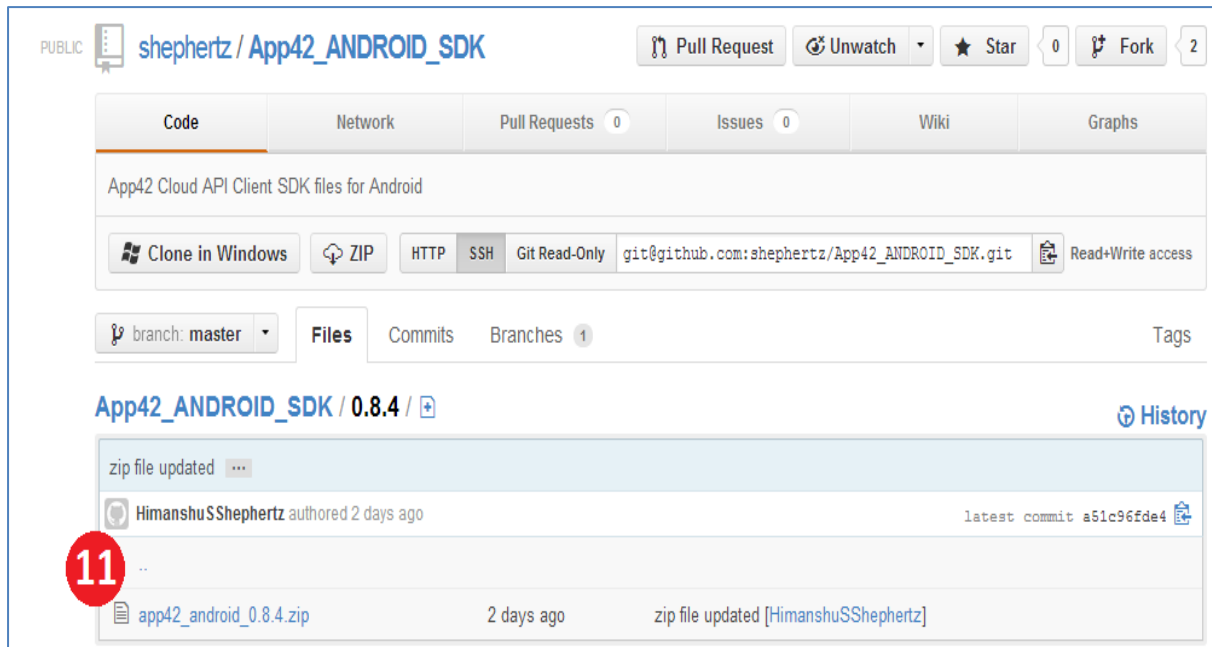 PUBLIC shephertz / App42_ANDROID_SDK Pull Request Unwatch Star 0 Fork 2
Code Network Pull Requests 0 Issues 0 Wiki Graphs
App42 Cloud API Client SDK files for Android
Clone in Windows ZIP HTTP SSH Git Read-Only git@github.com:shephertz/App42_ANDROID_SDK.git Read+Write access
branch: master Files Commits Branches 1 Tags
App42_ANDROID_SDK / 0.8.4 / History
zip file updated ...
HimanshuSShephertz authored 2 days ago latest commit a51c96fde4
11 ..
app42_android_0.8.4.zip 2 days ago zip file updated [HimanshuSShephertz]